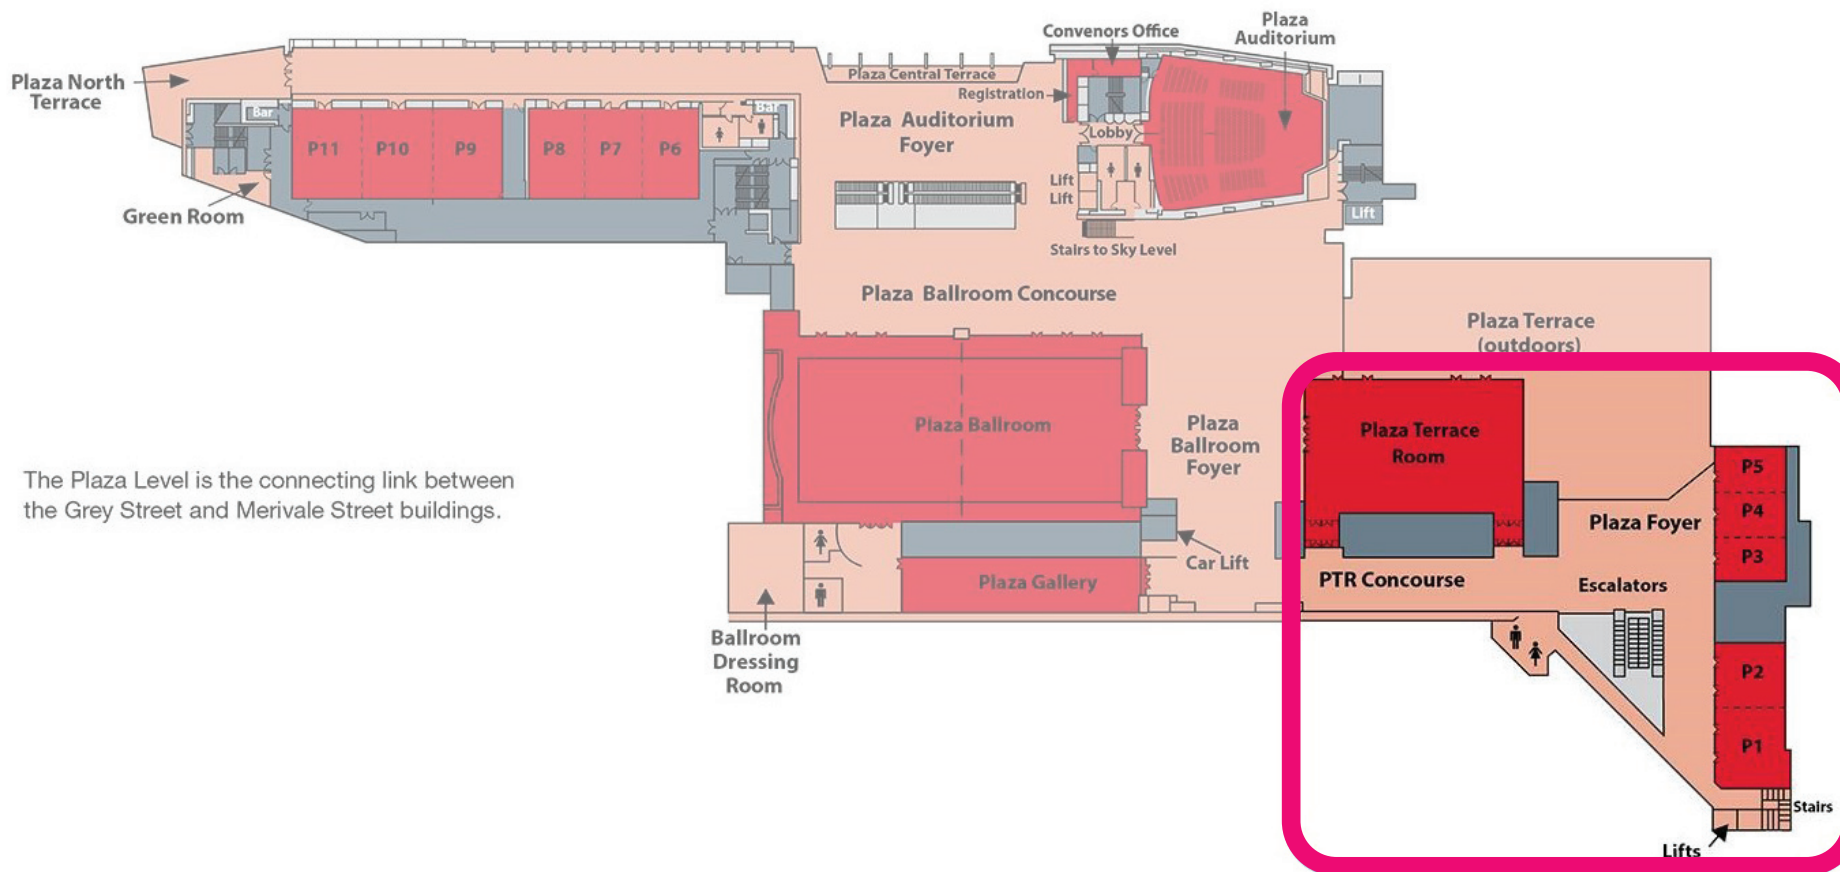 Plaza North
Terrace
Bar
P11
P10
P9
P8
P7
P6
Bar
Green Room
Plaza Central Terrace
Plaza Auditorium
Foyer
Convenors Office
Plaza
Auditorium
Registration
Lobby
Lift
Lift
Lift
Stairs to Sky Level
Plaza Ballroom Concourse
Plaza Terrace
(outdoors)
Plaza Ballroom
Plaza
Ballroom
Foyer
Plaza Terrace
Room
The Plaza Level is the connecting link between
the Grey Street and Merivale Street buildings.
P5
P4
P3
Plaza Foyer
Car Lift
Plaza Gallery
PTR Concourse
Escalators
Ballroom
Dressing
Room
P2
P1
Stairs
Lifts